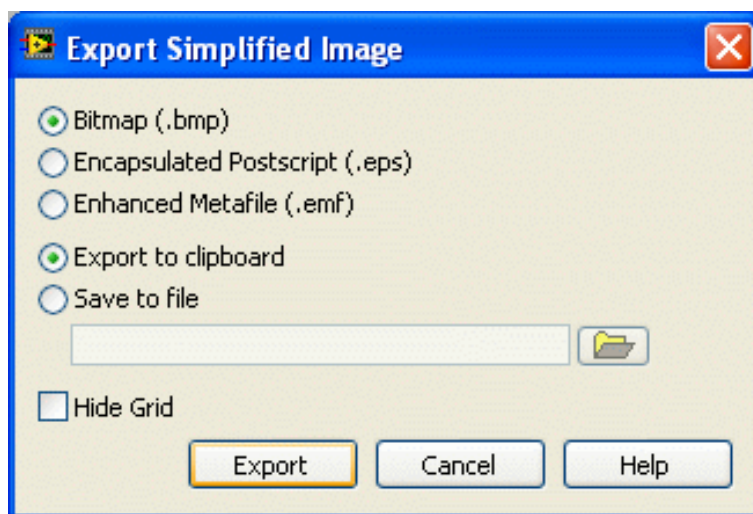 Export Simplified Image
Bitmap (.bmp)
Encapsulated Postscript (.eps)
Enhanced Metafile (.emf)
Export to clipboard
Save to file
Hide Grid
Export Cancel Help